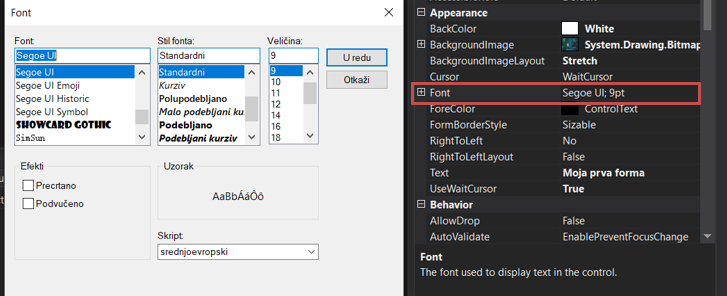 Font
Font:
Segoe UI
Segoe UI
Segoe UI Emoji
Segoe UI Historic
Segoe UI Symbol
SHOWCARD GOTHIC
SimSun
Stil fonta:
Standardni
Standardni
Kurziv
Polupodebljano
Malo podebljani ku
Podebljano
Podebljani kurziv
Veličina:
9
9
10
11
12
14
16
18
U redu
Otkaži
Efekti
Precrtano
Podvučeno
Uzorak
AaBbÁáÔô
Skript:
srednjoevropski
Appearance
BackColor White
BackgroundImage System.Drawing.Bitmap
BackgroundImageLayout Stretch
Cursor WaitCursor
Font Segoe UI; 9pt
ForeColor ControlText
FormBorderStyle Sizable
RightToLeft No
RightToLeftLayout False
Text Moja prva forma
UseWaitCursor True
Behavior
AllowDrop False
AutoValidate EnablePreventFocusChange
Font
The font used to display text in the control.